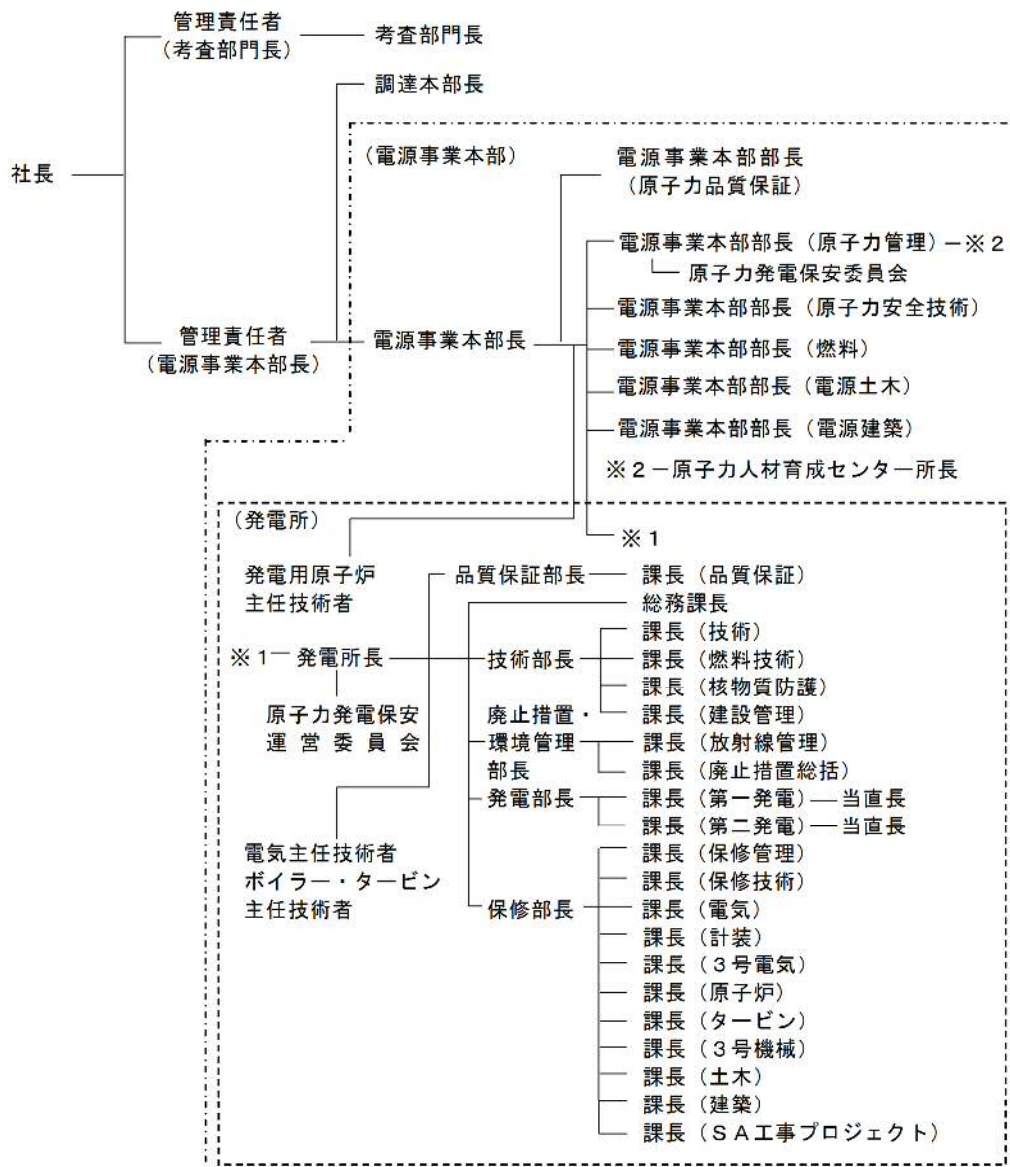 管理責任者
(考査部門長)
考査部門長
調達本部長
社長
(電源事業本部)
電源事業本部部長
(原子力品質保証)
電源事業本部部長(原子力管理)-※2
原子力発電保安委員会
電源事業本部部長(原子力安全技術)
管理責任者
(電源事業本部長)
電源事業本部長
電源事業本部部長(燃料)
電源事業本部部長(電源土木)
電源事業本部部長(電源建築)
※2-原子力人材育成センター所長
(発電所)
※1
発電用原子炉
主任技術者
品質保証部長
課長(品質保証)
総務課長
課長(技術)
※1
発電所長
技術部長
課長(燃料技術)
課長(核物質防護)
課長(建設管理)
原子力発電保安
運営委員会
廃止措置・
環境管理
部長
課長(放射線管理)
課長(廃止措置総括)
発電部長
課長(第一発電)
当直長
課長(第二発電)
当直長
電気主任技術者
ボイラー・タービン
主任技術者
保修部長
課長(保修管理)
課長(保修技術)
課長(電気)
課長(計装)
課長(3号電気)
課長(原子炉)
課長(タービン)
課長(3号機械)
課長(土木)
課長(建築)
課長(SA工事プロジェクト)